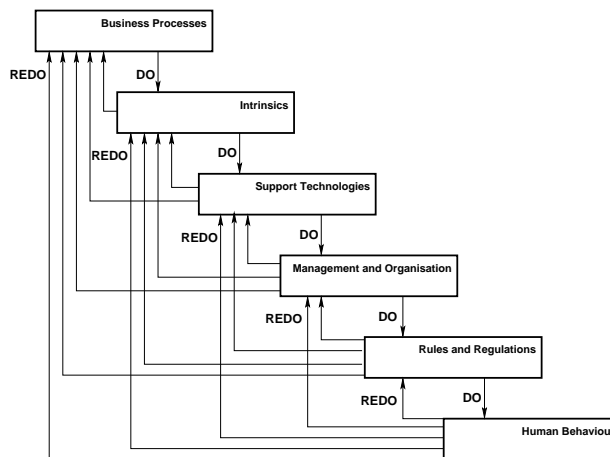 Business Processes
REDO
DO
Intrinsics
REDO
DO
Support Technologies
REDO
DO
Management and Organisation
REDO
DO
Rules and Regulations
REDO
DO
Human Behaviou